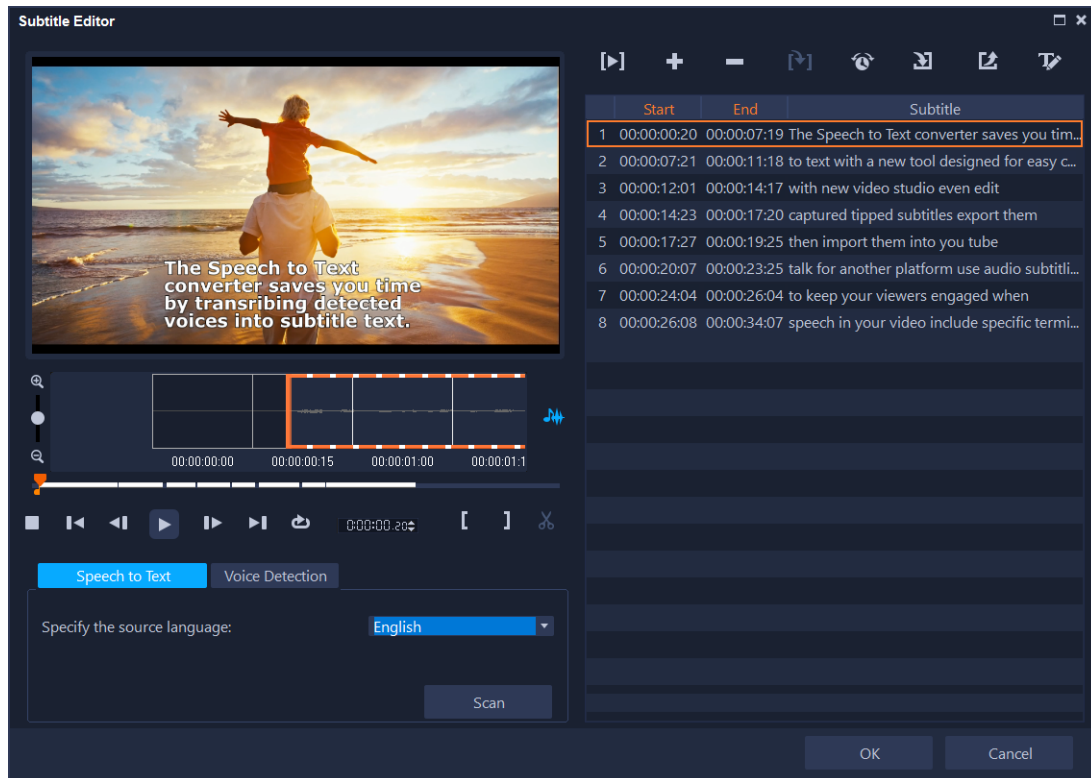 Subtitle Editor
The Speech to Text
converter saves you time
by transribing detected
voices into subtitle text.
00:00:00:00 00:00:00:15 00:00:01:00 00:00:01:1
0:00:00.20
[ ]
Speech to Text Voice Detection
Specify the source language: English
Scan
Start End Subtitle
1 00:00:00:20 00:00:07:19 The Speech to Text converter saves you tim...
2 00:00:07:21 00:00:11:18 to text with a new tool designed for easy c...
3 00:00:12:01 00:00:14:17 with new video studio even edit
4 00:00:14:23 00:00:17:20 captured tipped subtitles export them
5 00:00:17:27 00:00:19:25 then import them into you tube
6 00:00:20:07 00:00:23:25 talk for another platform use audio subtitli...
7 00:00:24:04 00:00:26:04 to keep your viewers engaged when
8 00:00:26:08 00:00:34:07 speech in your video include specific termi...
OK Cancel